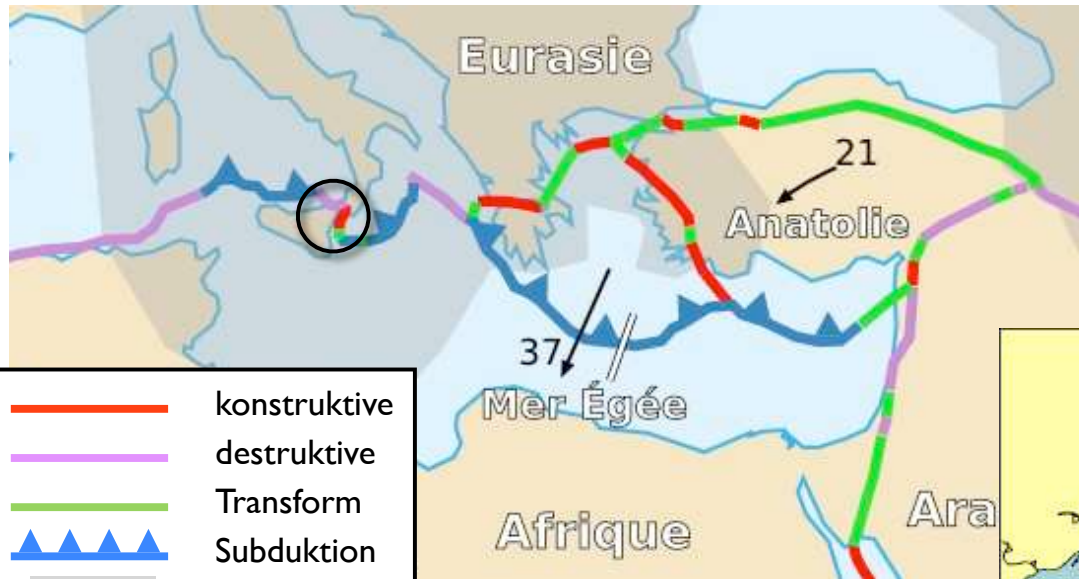 Eurasie
21
Anatolie
37
Mer Égée
konstruktive
destruktive
Transform
Subduktion
Afrique
Ara